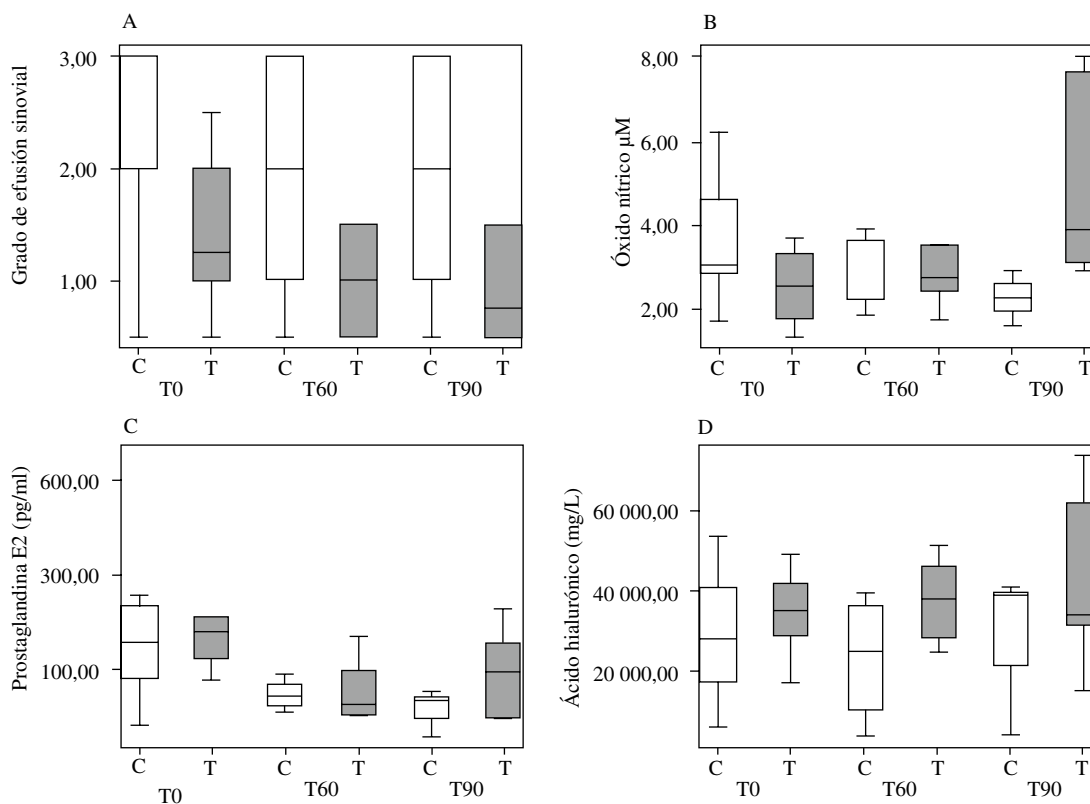 A
Grado de efusión sinovial
3,00
2,00
1,00
C T C T C T
T0 T60 T90
B
Óxido nítrico µM
8,00
6,00
4,00
2,00
C T C T C T
T0 T60 T90
C
Prostaglandina E2 (pg/ml)
600,00
300,00
100,00
C T C T C T
T0 T60 T90
D
Ácido hialurónico (mg/L)
60 000,00
40 000,00
20 000,00
C T C T C T
T0 T60 T90